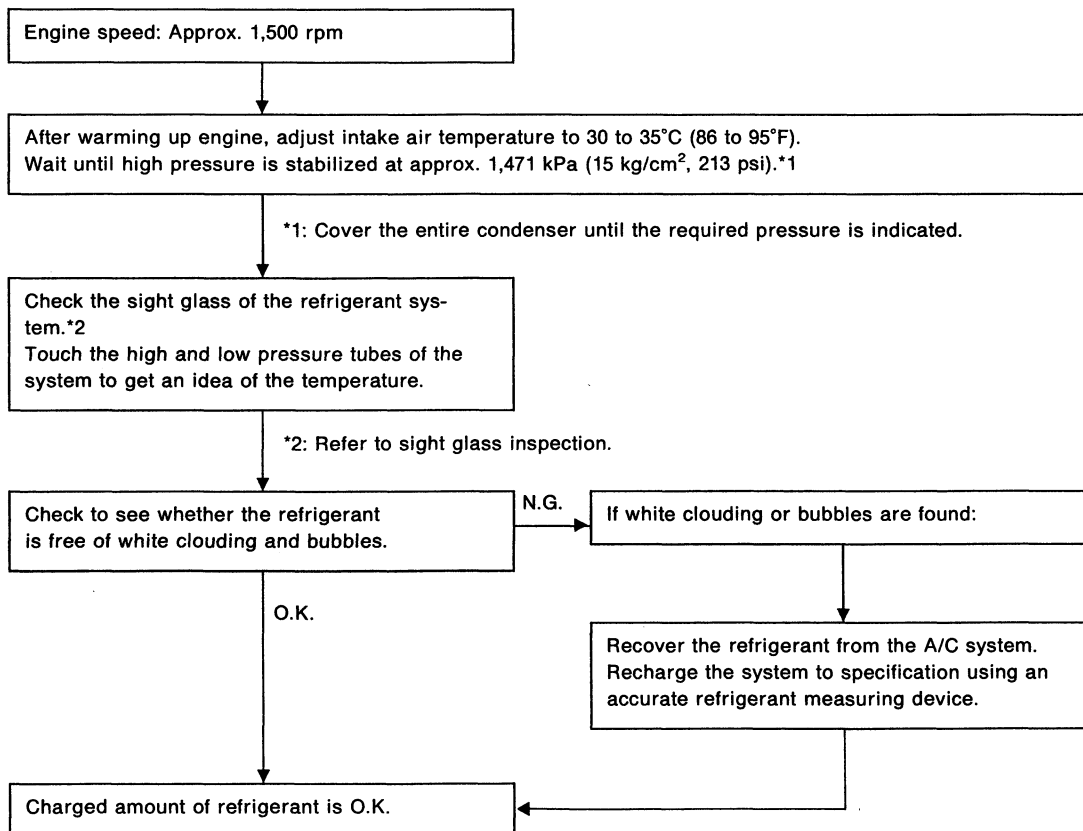 Engine speed: Approx. 1,500 rpm
After warming up engine, adjust intake air temperature to 30 to 35°C (86 to 95°F).
Wait until high pressure is stabilized at approx. 1,471 kPa (15 kg/cm², 213 psi).*1
*1: Cover the entire condenser until the required pressure is indicated.
Check the sight glass of the refrigerant sys-
tem.*2
Touch the high and low pressure tubes of the
system to get an idea of the temperature.
*2: Refer to sight glass inspection.
Check to see whether the refrigerant
is free of white clouding and bubbles.
N.G.
If white clouding or bubbles are found:
O.K.
Recover the refrigerant from the A/C system.
Recharge the system to specification using an
accurate refrigerant measuring device.
Charged amount of refrigerant is O.K.